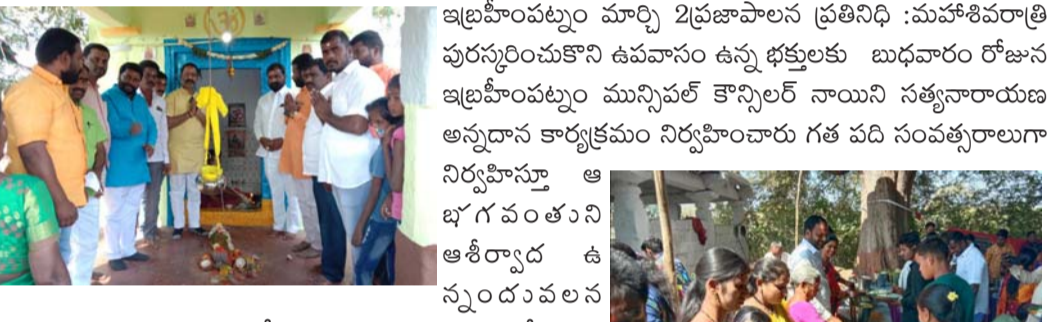 ఇబ్రహీంపట్నం మార్చి 2ప్రజాపాలన ప్రతినిధి :మహాశివరాత్రి
పురస్కరించుకొని ఉపవాసం ఉన్న భక్తులకు బుధవారం రోజున
ఇబ్రహీంపట్నం మున్సిపల్ కౌన్సిలర్ నాయిని సత్యనారాయణ
అన్నదాన కార్యక్రమం నిర్వహించారు గత పది సంవత్సరాలుగా
నిర్వహిస్తూ ఆ
భగవంతుని
ఆశీర్వాద ఉ
న్నందువలన